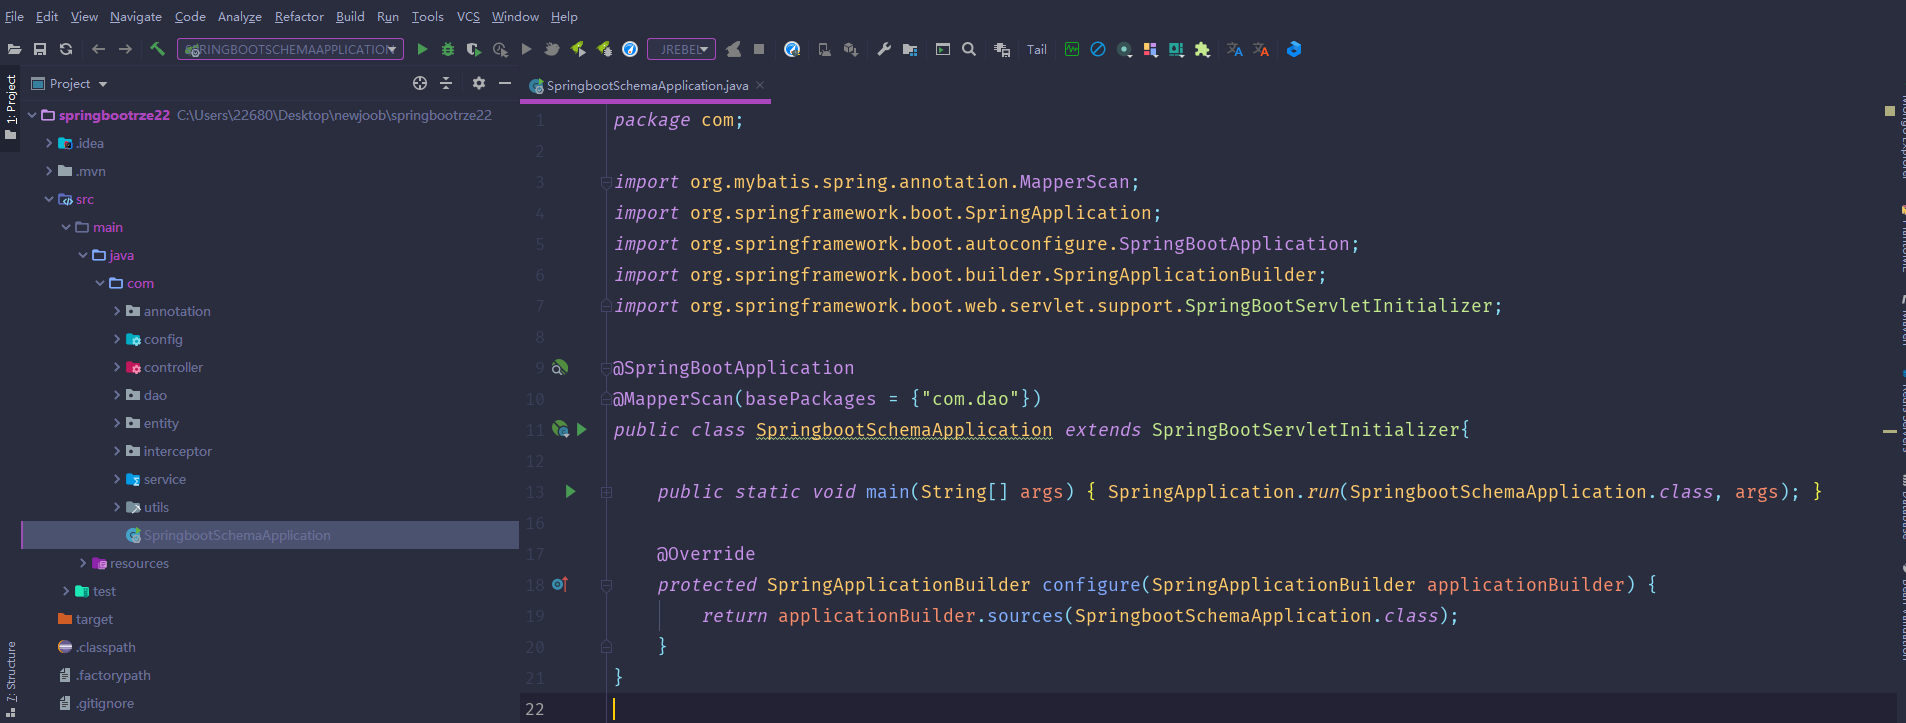 File Edit View Navigate Code Analyze Refactor Build Run Tools VCS Window Help
SPRINGBOOTSCHEMAAPPLICATION JREBEL Tail
1: Project
Project
SpringbootSchemaApplication.java
springbootrze22 C:\Users\22680\Desktop\newjoob\springbootrze22
.idea
.mvn
src
main
java
com
annotation
config
controller
dao
entity
interceptor
service
utils
SpringbootSchemaApplication
resources
test
target
.classpath
.factorypath
.gitignore
7: Structure
1 package com;
2
3 import org.mybatis.spring.annotation.MapperScan;
4 import org.springframework.boot.SpringApplication;
5 import org.springframework.boot.autoconfigure.SpringBootApplication;
6 import org.springframework.boot.builder.SpringApplicationBuilder;
7 import org.springframework.boot.web.servlet.support.SpringBootServletInitializer;
8
9 @SpringBootApplication
10 @MapperScan(basePackages = {"com.dao"})
11 public class SpringbootSchemaApplication extends SpringBootServletInitializer{
12
13 public static void main(String[] args) { SpringApplication.run(SpringbootSchemaApplication.class, args); }
16
17 @Override
18 protected SpringApplicationBuilder configure(SpringApplicationBuilder applicationBuilder) {
19 return applicationBuilder.sources(SpringbootSchemaApplication.class);
20 }
21 }
22